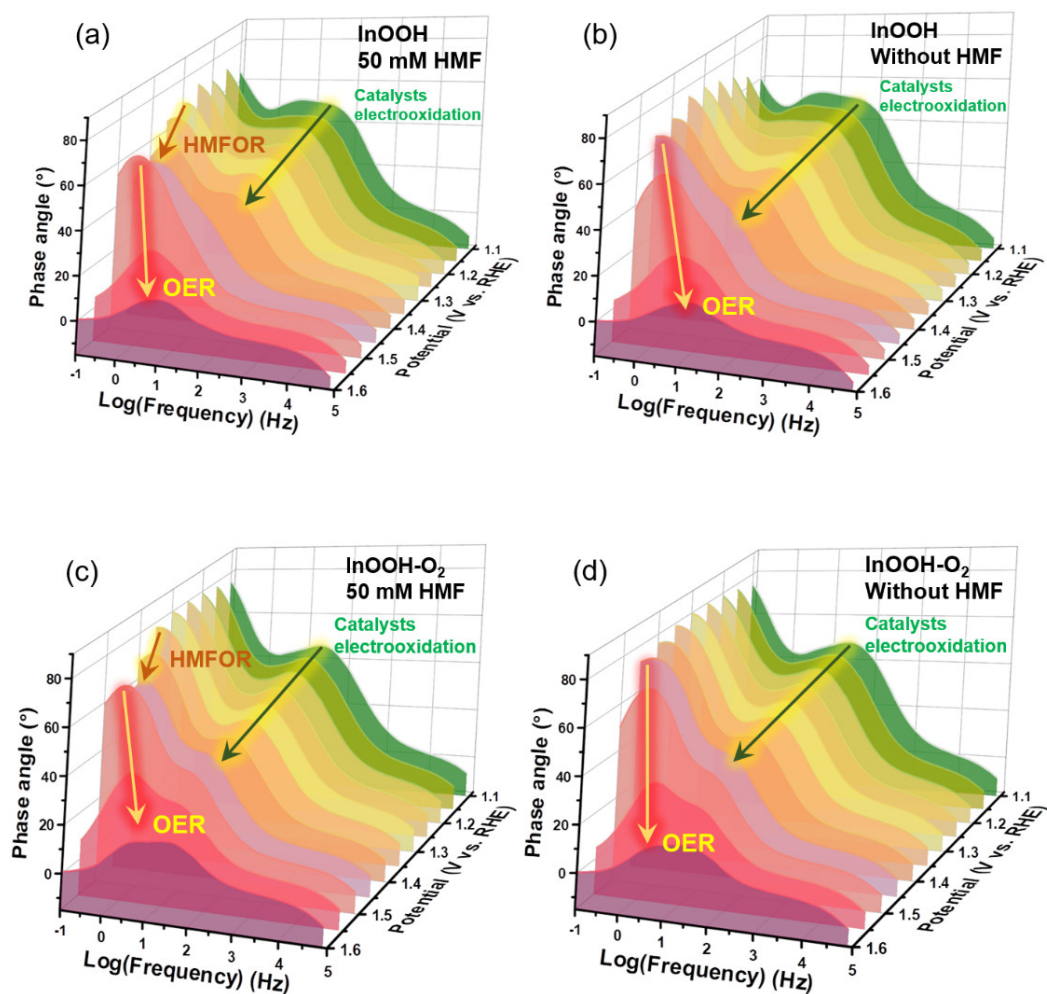 (a)
InOOH
50 mM HMF
Catalysts
electrooxidation
HMFOR
OER
Phase angle (°)
80
60
40
20
0
-1
0
1
2
3
4
5
Log(Frequency) (Hz)
1.1
1.2
1.3
1.4
1.5
1.6
Potential (V vs. RHE)
(b)
InOOH
Without HMF
Catalysts
electrooxidation
OER
Phase angle (°)
80
60
40
20
0
-1
0
1
2
3
4
5
Log(Frequency) (Hz)
1.1
1.2
1.3
1.4
1.5
1.6
Potential (V vs. RHE)
(c)
InOOH-O₂
50 mM HMF
Catalysts
electrooxidation
HMFOR
OER
Phase angle (°)
80
60
40
20
0
-1
0
1
2
3
4
5
Log(Frequency) (Hz)
1.1
1.2
1.3
1.4
1.5
1.6
Potential (V vs. RHE)
(d)
InOOH-O₂
Without HMF
Catalysts
electrooxidation
OER
Phase angle (°)
80
60
40
20
0
-1
0
1
2
3
4
5
Log(Frequency) (Hz)
1.1
1.2
1.3
1.4
1.5
1.6
Potential (V vs. RHE)